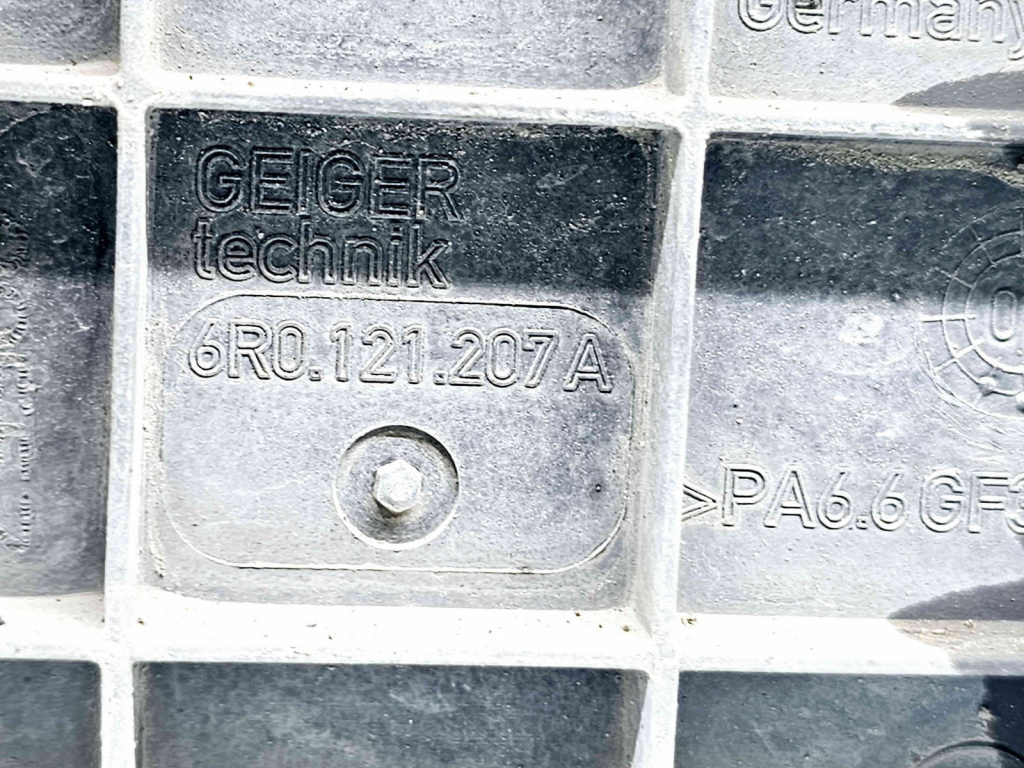 Germany
GEIGER
technik
6R0.121.207 A
>PA6.6 GF3